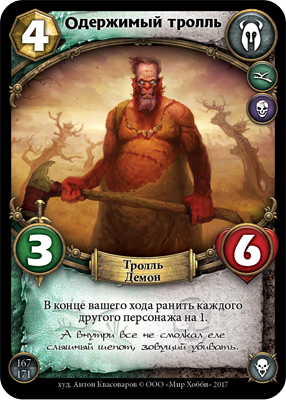 4
Одержимый тролль
3
6
Тролль
Демон
В конце вашего хода ранить каждого
другого персонажа на 1.
А внутри все не смолкал еле
слышный шепот, зовущий убивать.
167
171
худ. Антон Квасоваров © ООО «Мир Хобби» 2017